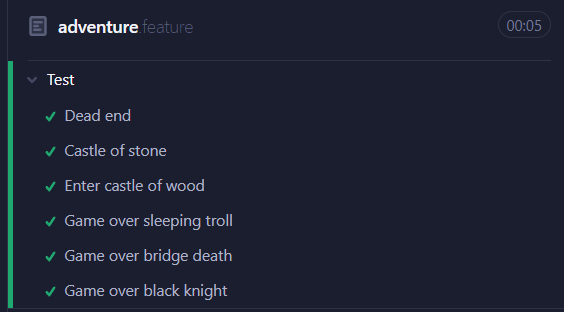 adventure.feature 00:05
Test
Dead end
Castle of stone
Enter castle of wood
Game over sleeping troll
Game over bridge death
Game over black knight